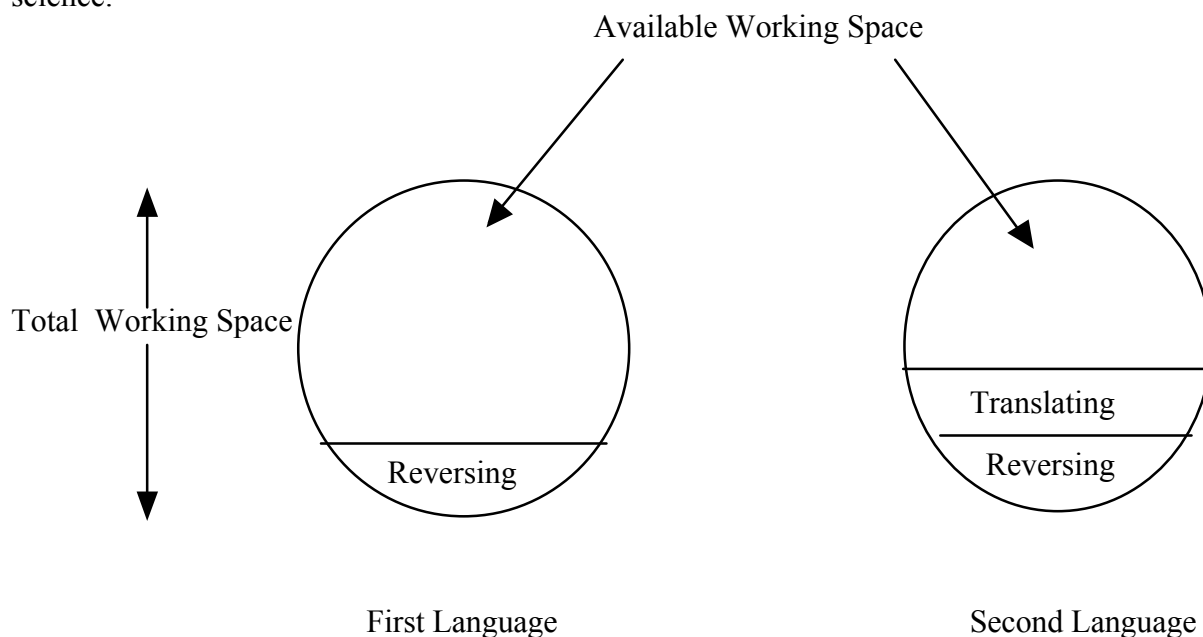 science.
Available Working Space
Total Working Space
Translating
Reversing
Reversing
First Language
Second Language